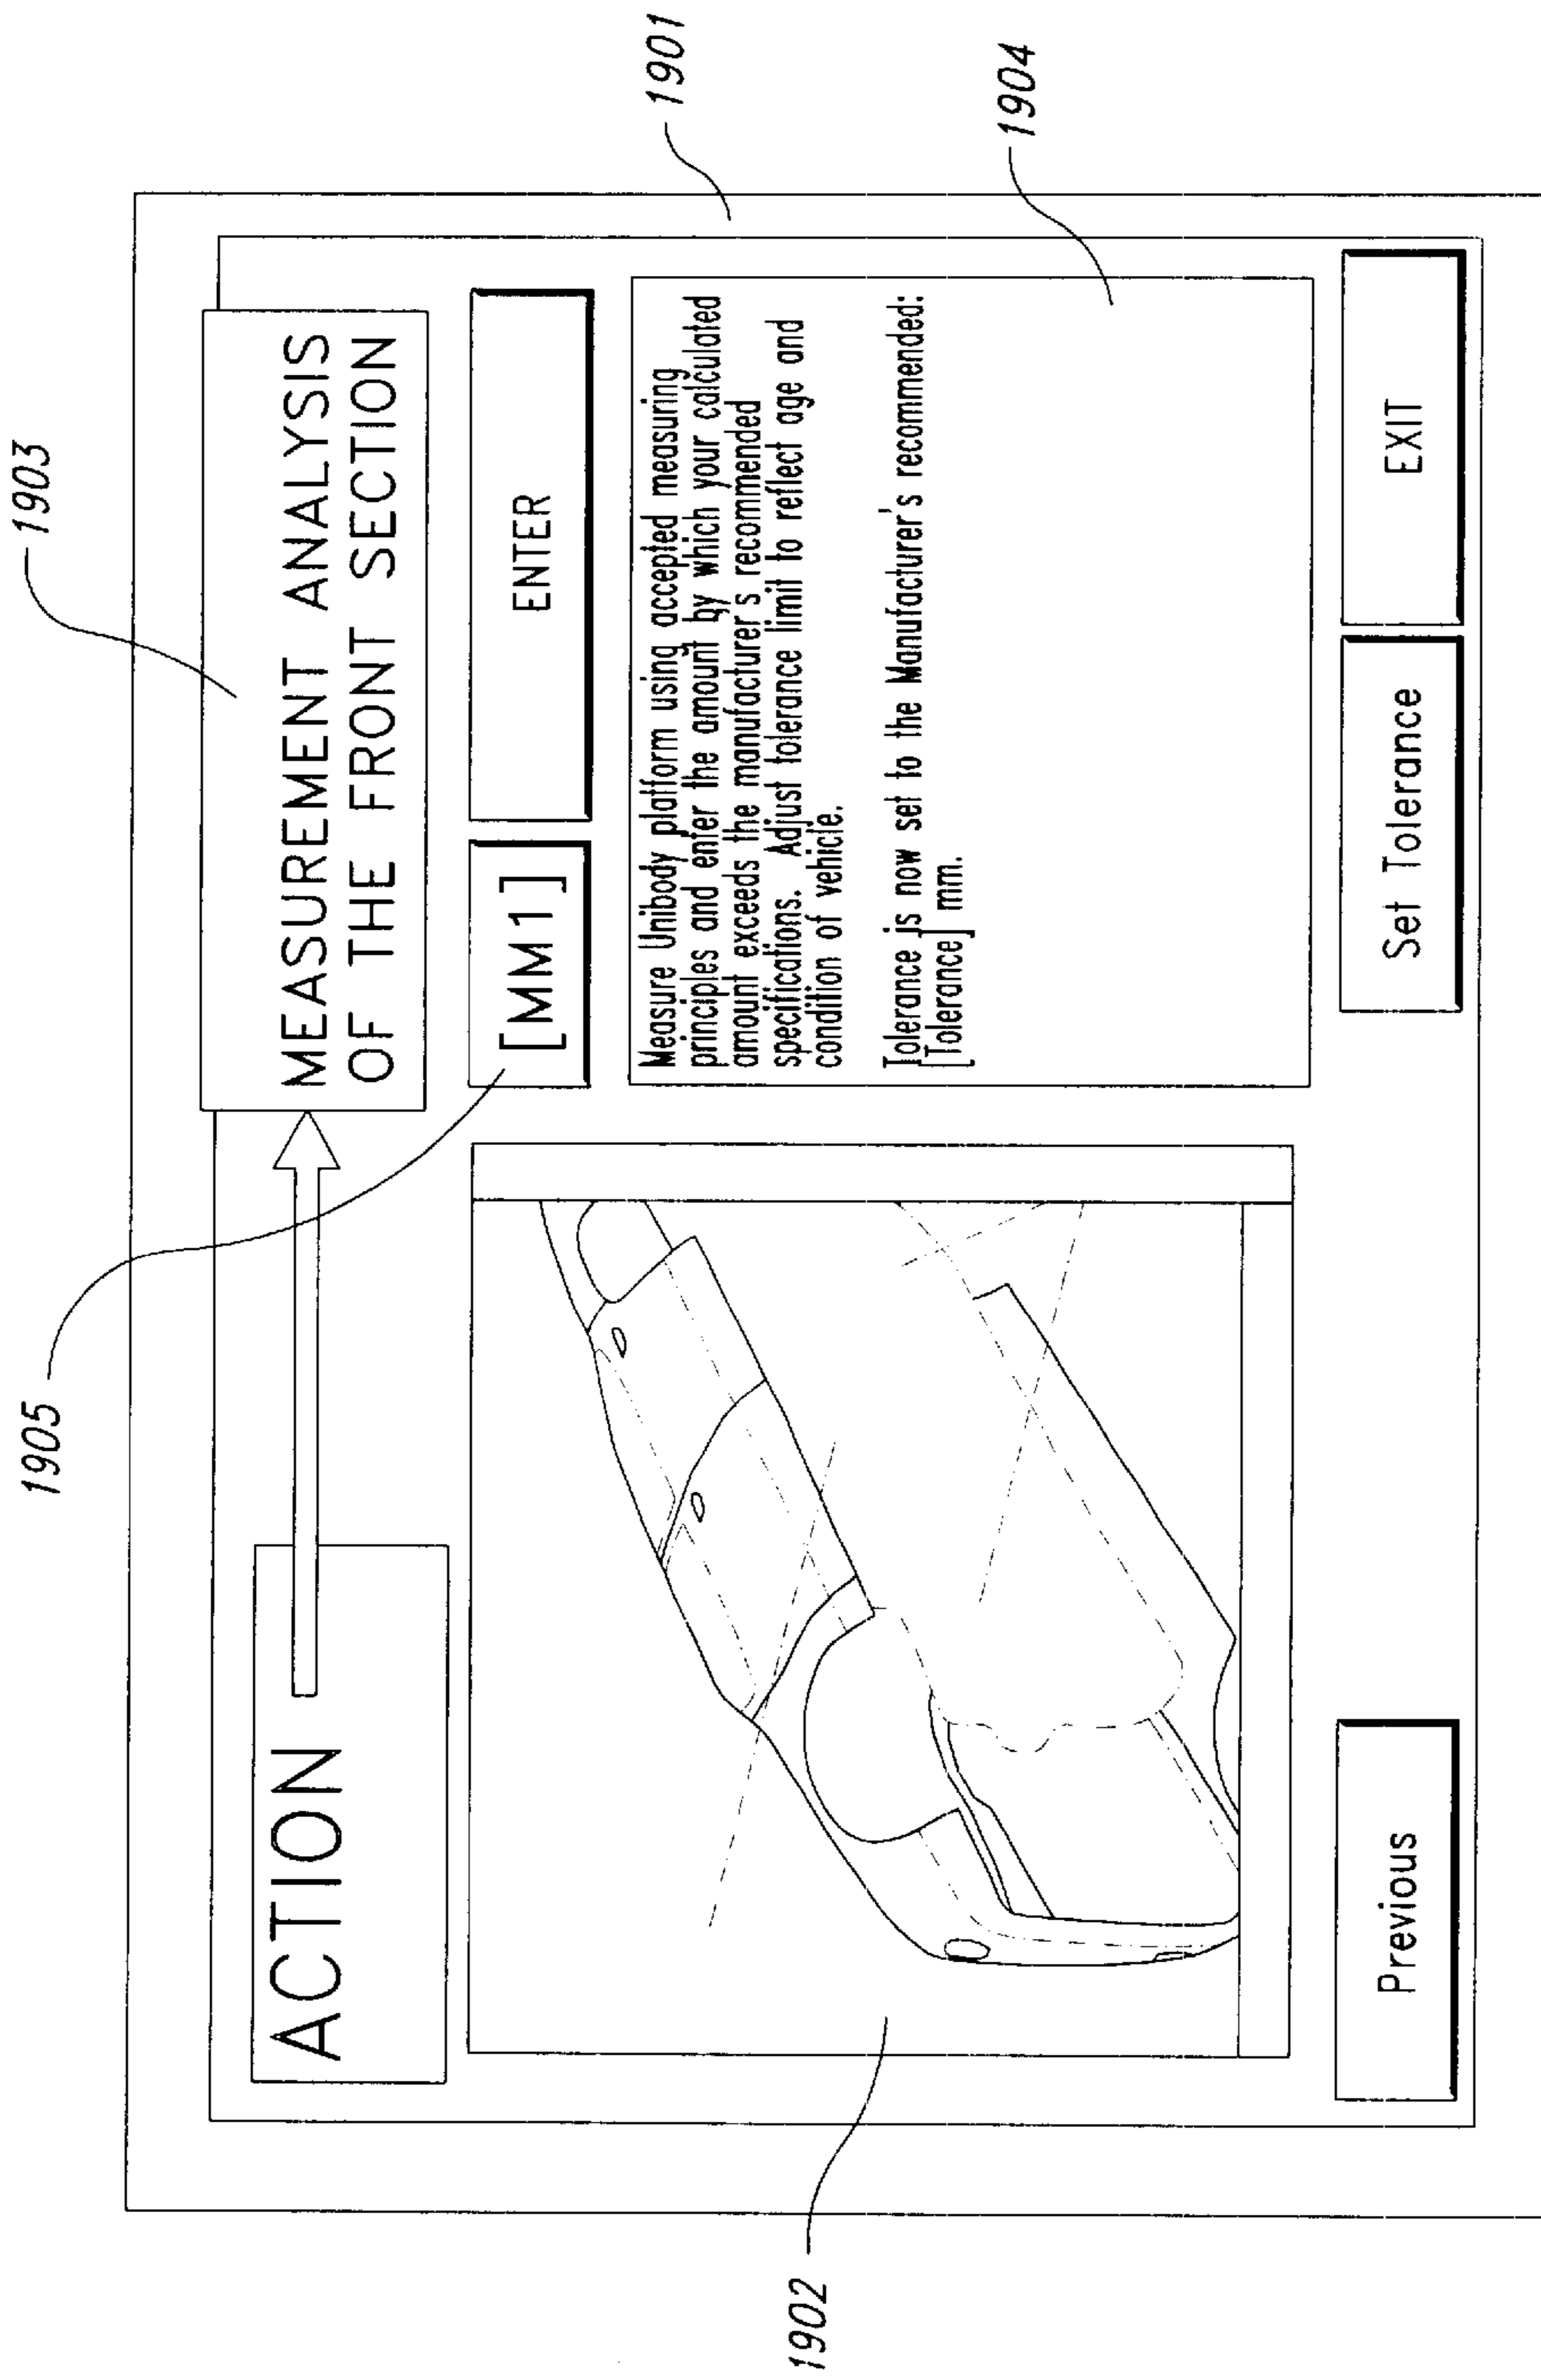 1903
1905
1901
ACTION
MEASUREMENT ANALYSIS
OF THE FRONT SECTION
[MM1]
ENTER
Measure Unibody platform using accepted measuring
principles and enter the amount by which your calculated
amount exceeds the manufacturer's recommended
specifications. Adjust tolerance limit to reflect age and
condition of vehicle.
Tolerance is now set to the Manufacturer's recommended:
[Tolerance] mm.
1902
1904
Previous
Set Tolerance
EXIT